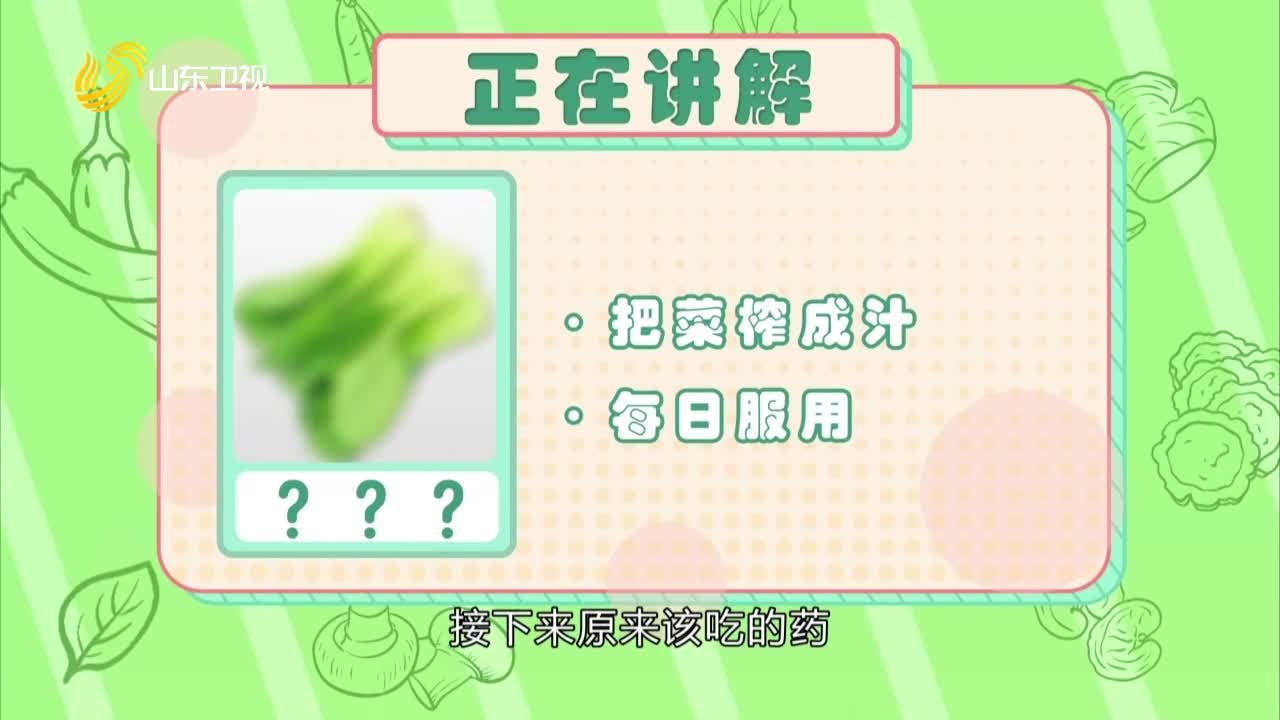 山东卫视
正在讲解
· 把菜榨成汁
· 每日服用
? ? ?
接下来原来该吃的药